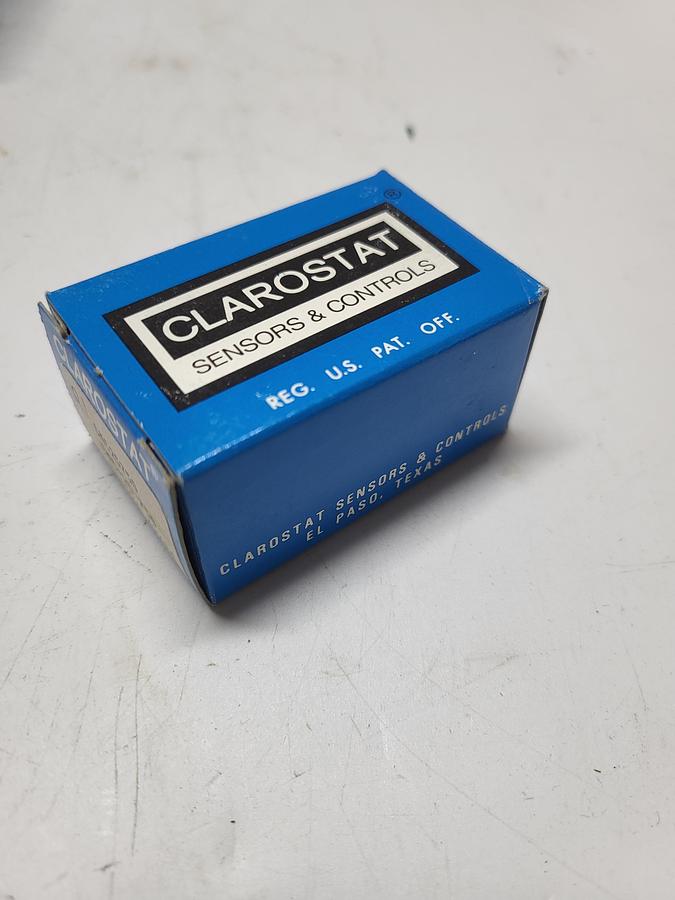 ®
CLAROSTAT
SENSORS & CONTROLS
REG. U.S. PAT. OFF.
CLAROSTAT SENSORS & CONTROLS
EL PASO, TEXAS
CLAROSTAT